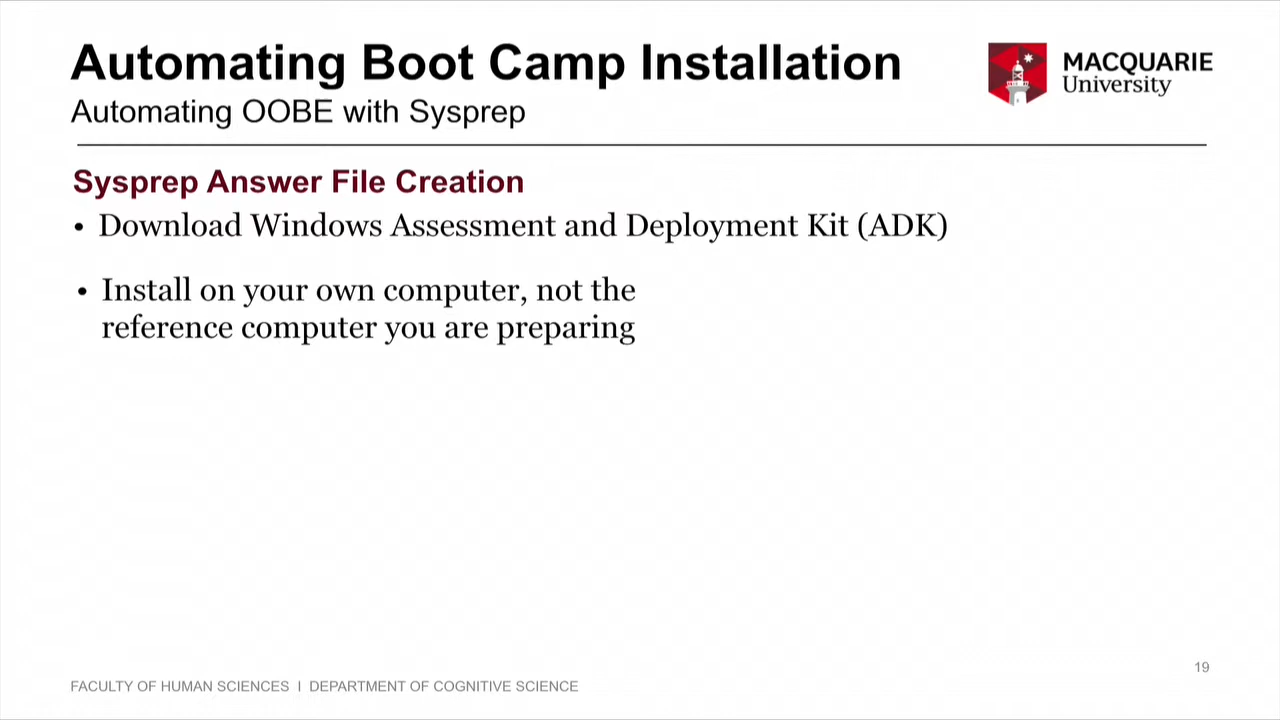 Automating Boot Camp Installation
Automating OOBE with Sysprep
MACQUARIE
University
Sysprep Answer File Creation
• Download Windows Assessment and Deployment Kit (ADK)
• Install on your own computer, not the
reference computer you are preparing
19
FACULTY OF HUMAN SCIENCES I DEPARTMENT OF COGNITIVE SCIENCE